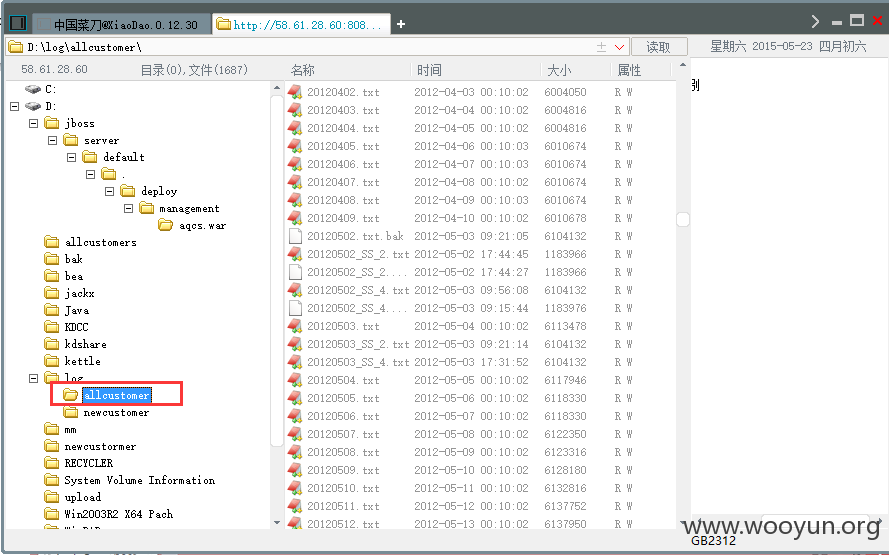 中国菜刀@XiaoDao.0.12.30
http://58.61.28.60:808...
D:\log\allcustomer\
读取
星期六 2015-05-23 四月初六
58.61.28.60
目录(0),文件(1687)
名称 时间 大小 属性
C:
D:
jboss
server
default
.
deploy
management
aqcs.war
allcustomers
bak
bea
jackx
Java
KDCC
kdshare
kettle
log
allcustomer
newcustomer
mm
newcustormer
RECYCLER
System Volume Information
upload
Win2003R2 X64 Pach
20120402.txt 2012-04-03 00:10:02 6004050 R W
20120403.txt 2012-04-04 00:10:02 6004816 R W
20120404.txt 2012-04-05 00:10:02 6004816 R W
20120405.txt 2012-04-06 00:10:03 6010674 R W
20120406.txt 2012-04-07 00:10:03 6010674 R W
20120407.txt 2012-04-08 00:10:02 6010674 R W
20120408.txt 2012-04-09 00:10:03 6010674 R W
20120409.txt 2012-04-10 00:10:02 6010678 R W
20120502.txt.bak 2012-05-03 09:21:05 6104132 R W
20120502_SS_2.txt 2012-05-02 17:44:45 1183966 R W
20120502_SS_2.... 2012-05-02 17:44:27 1183966 R W
20120502_SS_4.txt 2012-05-03 09:56:08 6104132 R W
20120502_SS_4.... 2012-05-03 09:15:44 1183976 R W
20120503.txt 2012-05-04 00:10:02 6113478 R W
20120503_SS_2.txt 2012-05-03 09:21:14 6104132 R W
20120503_SS_4.txt 2012-05-03 17:31:52 6104132 R W
20120504.txt 2012-05-05 00:10:02 6117946 R W
20120505.txt 2012-05-06 00:10:02 6118330 R W
20120506.txt 2012-05-07 00:10:02 6118330 R W
20120507.txt 2012-05-08 00:10:02 6122350 R W
20120508.txt 2012-05-09 00:10:02 6123316 R W
20120509.txt 2012-05-10 00:10:02 6128180 R W
20120510.txt 2012-05-11 00:10:02 6132816 R W
20120511.txt 2012-05-12 00:10:02 6137752 R W
20120512.txt 2012-05-13 00:10:02 6137950 R W
www.wooyun.org
GB2312